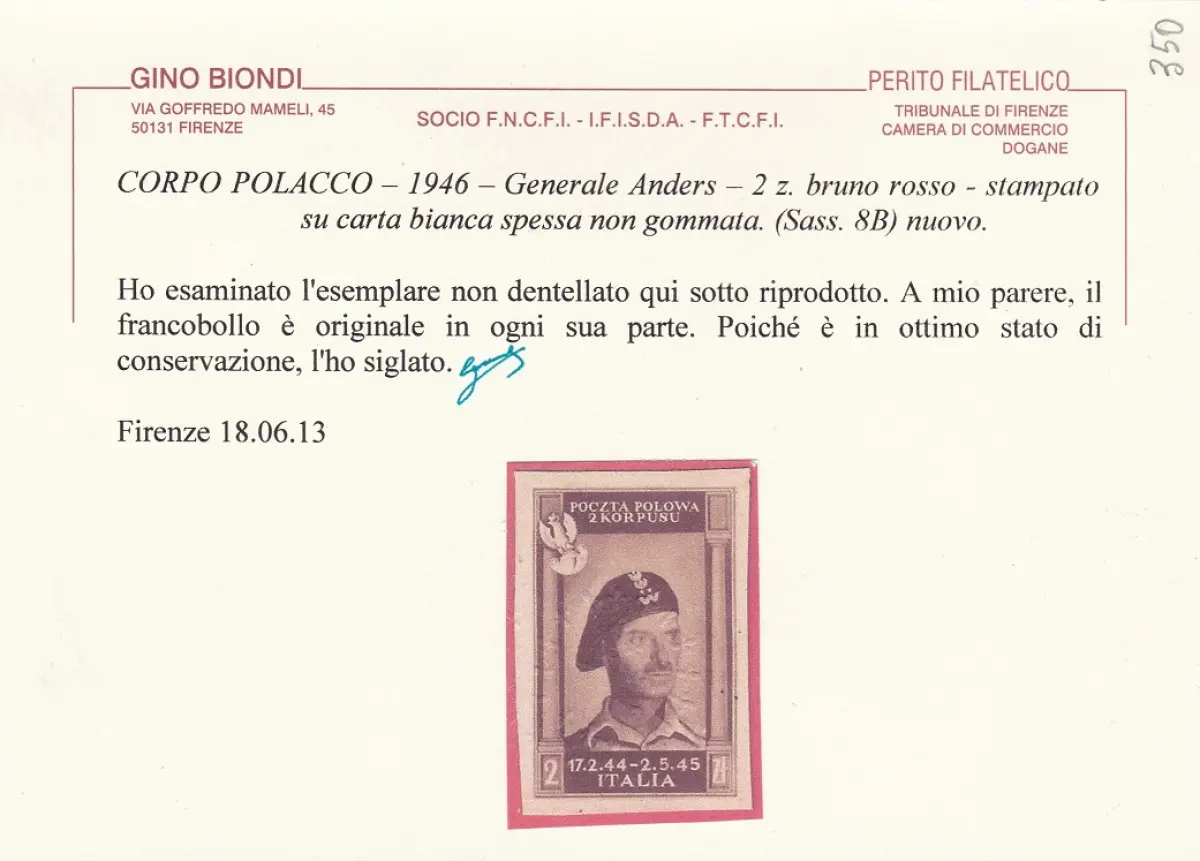 350
GINO BIONDI
VIA GOFFREDO MAMELI, 45
50131 FIRENZE
SOCIO F.N.C.F.I. - I.F.I.S.D.A. - F.T.C.F.I.
PERITO FILATELICO
TRIBUNALE DI FIRENZE
CAMERA DI COMMERCIO
DOGANE
CORPO POLACCO – 1946 – Generale Anders – 2 z. bruno rosso - stampato
su carta bianca spessa non gommata. (Sass. 8B) nuovo.
Ho esaminato l'esemplare non dentellato qui sotto riprodotto. A mio parere, il
francobollo è originale in ogni sua parte. Poiché è in ottimo stato di
conservazione, l'ho siglato.
Firenze 18.06.13
POCZTA POLOWA
2 KORPUSU
2 17.2.44-2.5.45 Zł
ITALIA